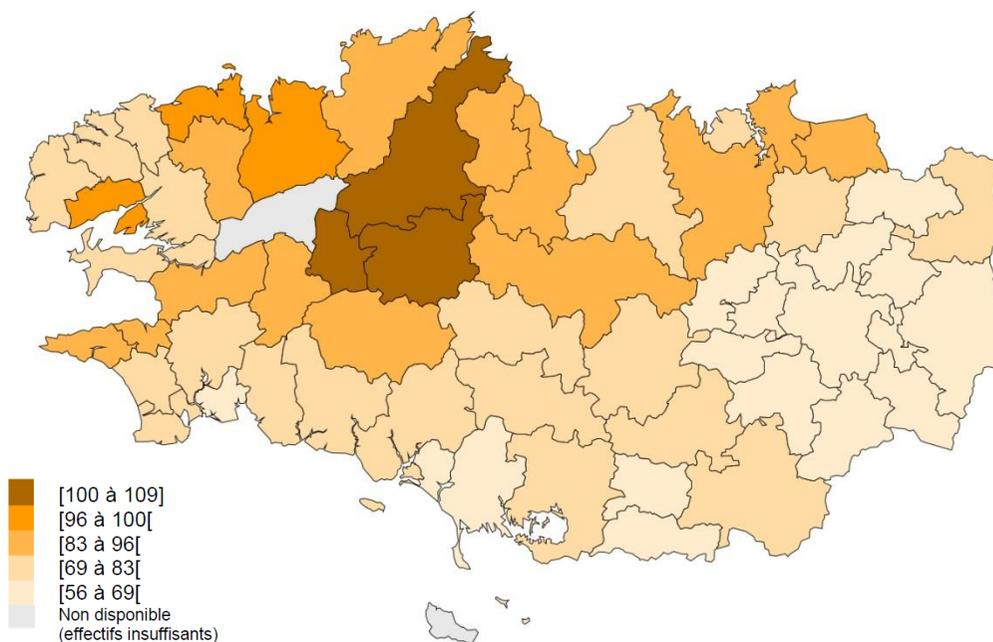 [100 à 109]
[96 à 100[
[83 à 96[
[69 à 83[
[56 à 69[
Non disponible
(effectifs insuffisants)